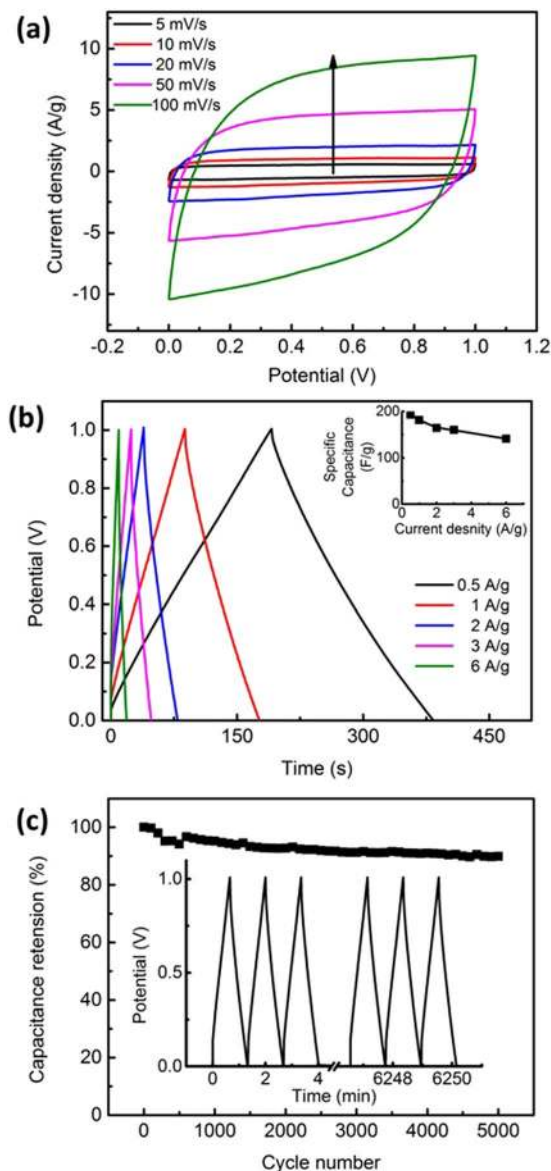 (a)
5 mV/s
10 mV/s
20 mV/s
50 mV/s
100 mV/s
Current density (A/g)
10
5
0
-5
-10
-0.2 0.0 0.2 0.4 0.6 0.8 1.0 1.2
Potential (V)
(b)
Potential (V)
1.0
0.8
0.6
0.4
0.2
0.0
Specific
Capacitance
(F/g)
200
100
0
0 2 4 6
Current desnity (A/g)
0.5 A/g
1 A/g
2 A/g
3 A/g
6 A/g
0 150 300 450
Time (s)
(c)
Capacitance retension (%)
100
80
60
40
20
0
Potential (V)
1.0
0.5
0.0
0 2 4 6248 6250
Time (min)
0 1000 2000 3000 4000 5000
Cycle number